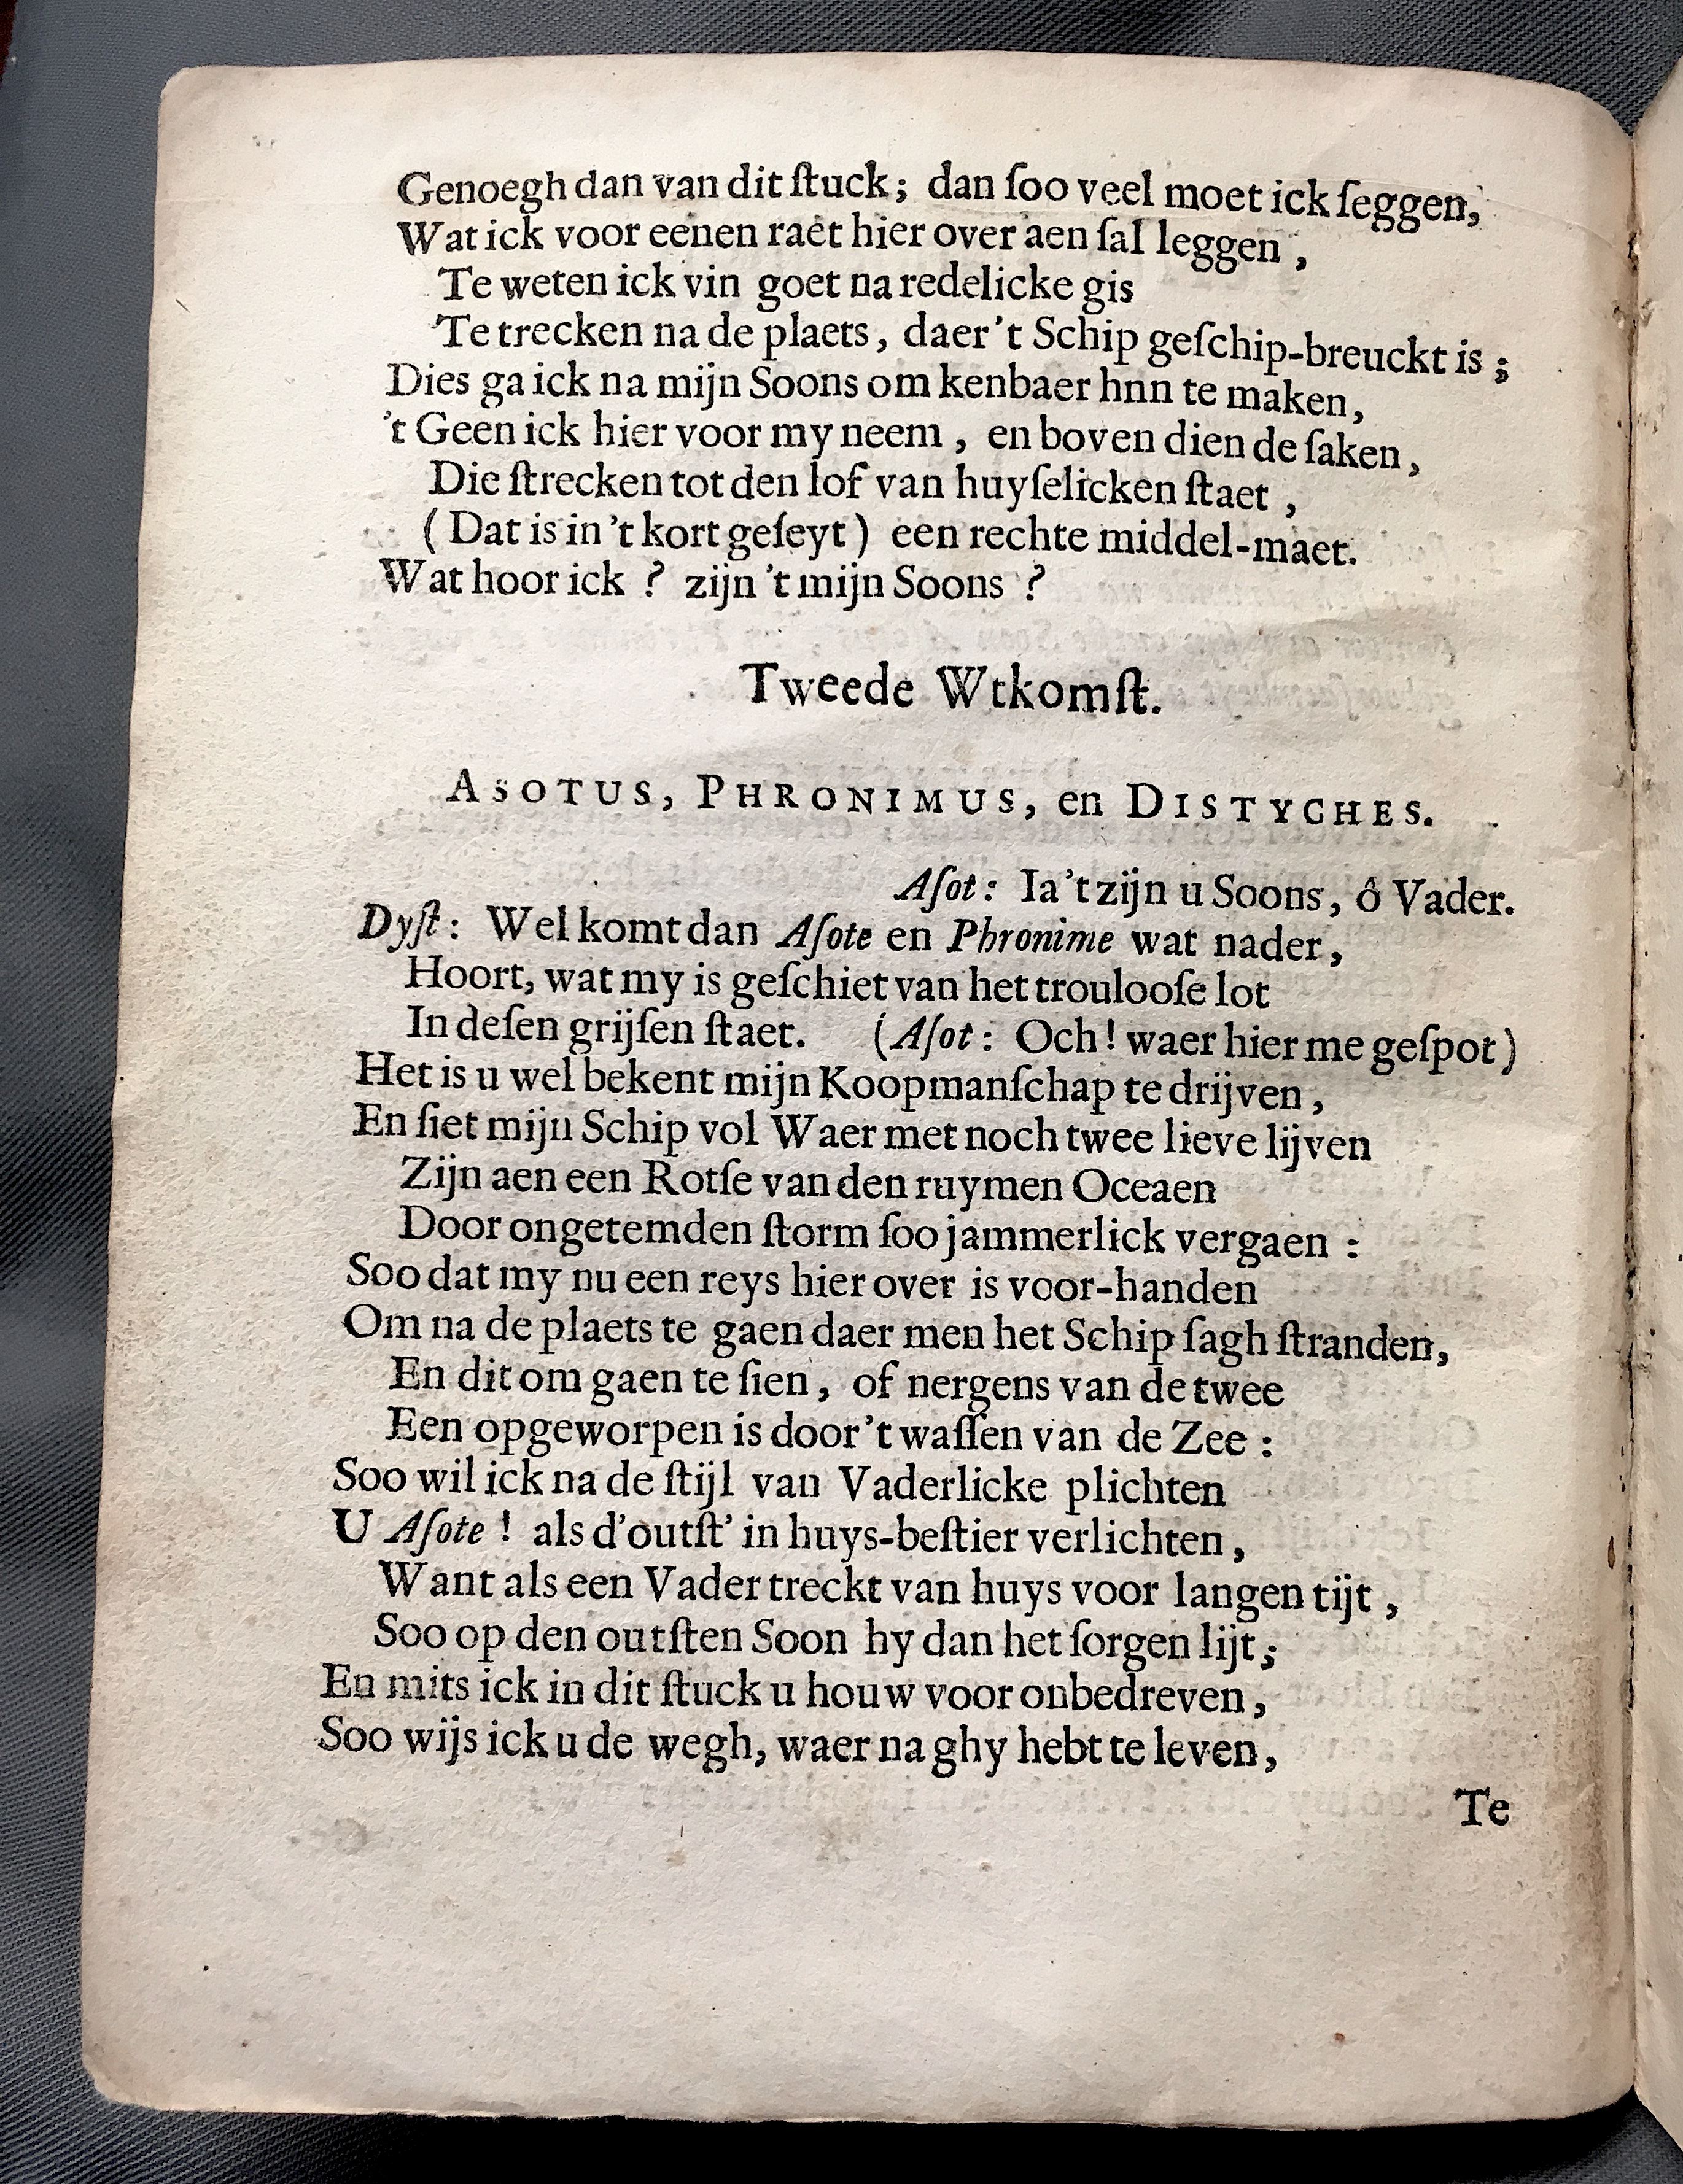 Genoegh dan van dit ſtuck; dan ſoo veel moet ick ſeggen,
Wat ick voor eenen raet hier over aen ſal leggen,
Te weten ick vin goet na redelicke gis
Te trecken na de plaets, daer 't Schip geſchip-breuckt is;
Dies ga ick na mijn Soons om kenbaer hnn te maken,
't Geen ick hier voor my neem, en boven dien de ſaken,
Die ſtrecken tot den lof van huyſelicken ſtaet,
(Dat is in 't kort geſeyt) een rechte middel-maet.
Wat hoor ick? zijn 't mijn Soons?
Tweede Wtkomſt.
ASOTUS, PHRONIMUS, en DISTYCHES.
Aſot: Ia 't zijn u Soons, ô Vader.
Dyſt: Wel komt dan Aſote en Phronime wat nader,
Hoort, wat my is geſchiet van het troulooſe lot
In deſen grijſen ſtaet. (Aſot: Och! waer hier me geſpot)
Het is u wel bekent mijn Koopmanſchap te drijven,
En ſiet mijn Schip vol Waer met noch twee lieve lijven
Zijn aen een Rotſe van den ruymen Oceaen
Door ongetemden ſtorm ſoo jammerlick vergaen:
Soo dat my nu een reys hier over is voor-handen
Om na de plaets te gaen daer men het Schip ſagh ſtranden,
En dit om gaen te ſien, of nergens van de twee
Een opgeworpen is door 't waſſen van de Zee:
Soo wil ick na de ſtijl van Vaderlicke plichten
U Aſote! als d'outſt' in huys-beſtier verlichten,
Want als een Vader treckt van huys voor langen tijt,
Soo op den outſten Soon hy dan het ſorgen lijt;
En mits ick in dit ſtuck u houw voor onbedreven,
Soo wijs ick u de wegh, waer na ghy hebt te leven,
Te